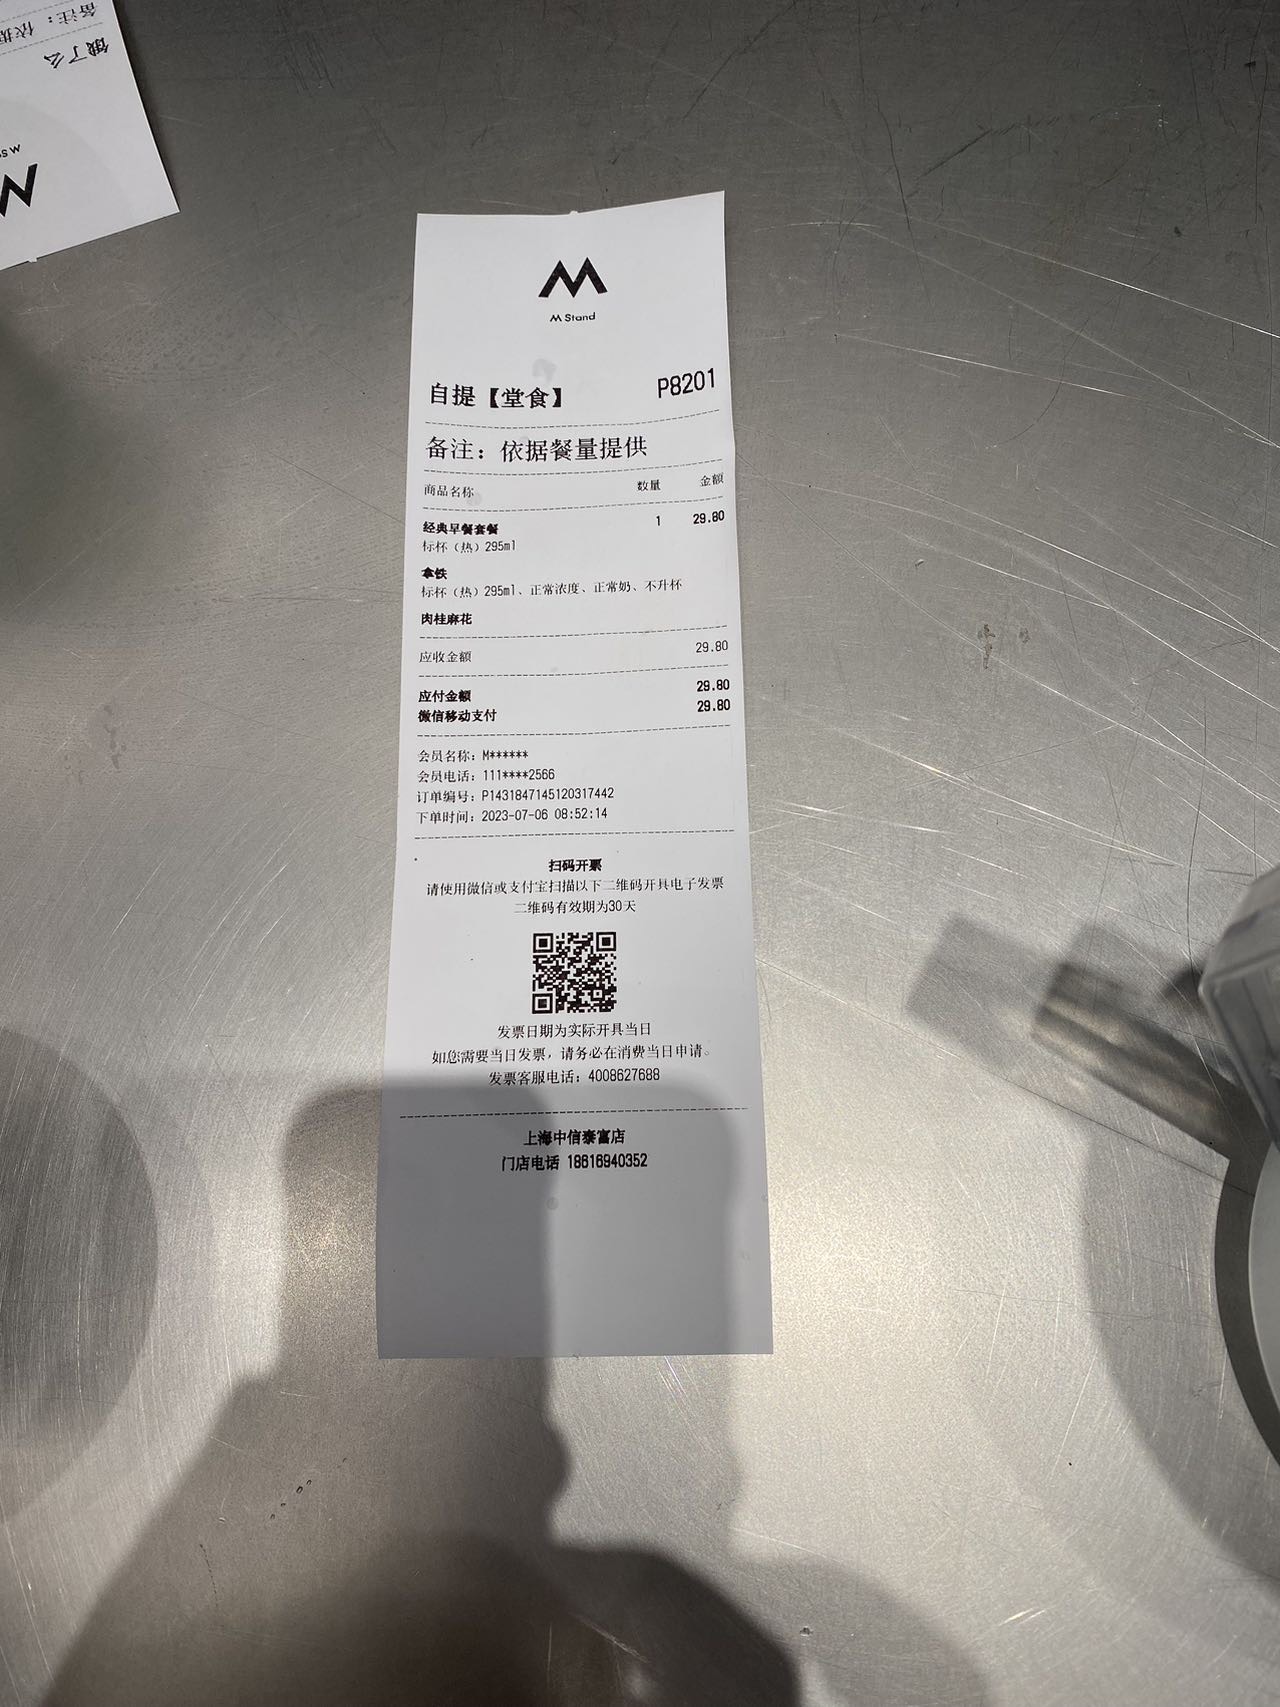 备注：依据
饿了么
M Stand
自提【堂食】 P8201
备注：依据餐量提供
商品名称 数量 金额
经典早餐套餐 1 29.80
标杯（热）295ml
拿铁
标杯（热）295ml、正常浓度、正常奶、不升杯
肉桂麻花
应收金额 29.80
应付金额 29.80
微信移动支付 29.80
会员名称：M******
会员电话：111****2566
订单编号：P1431847145120317442
下单时间：2023-07-06 08:52:14
扫码开票
请使用微信或支付宝扫描以下二维码开具电子发票
二维码有效期为30天
发票日期为实际开具当日
如您需要当日发票，请务必在消费当日申请。
发票客服电话：4008627688
上海中信泰富店
门店电话 18616940352